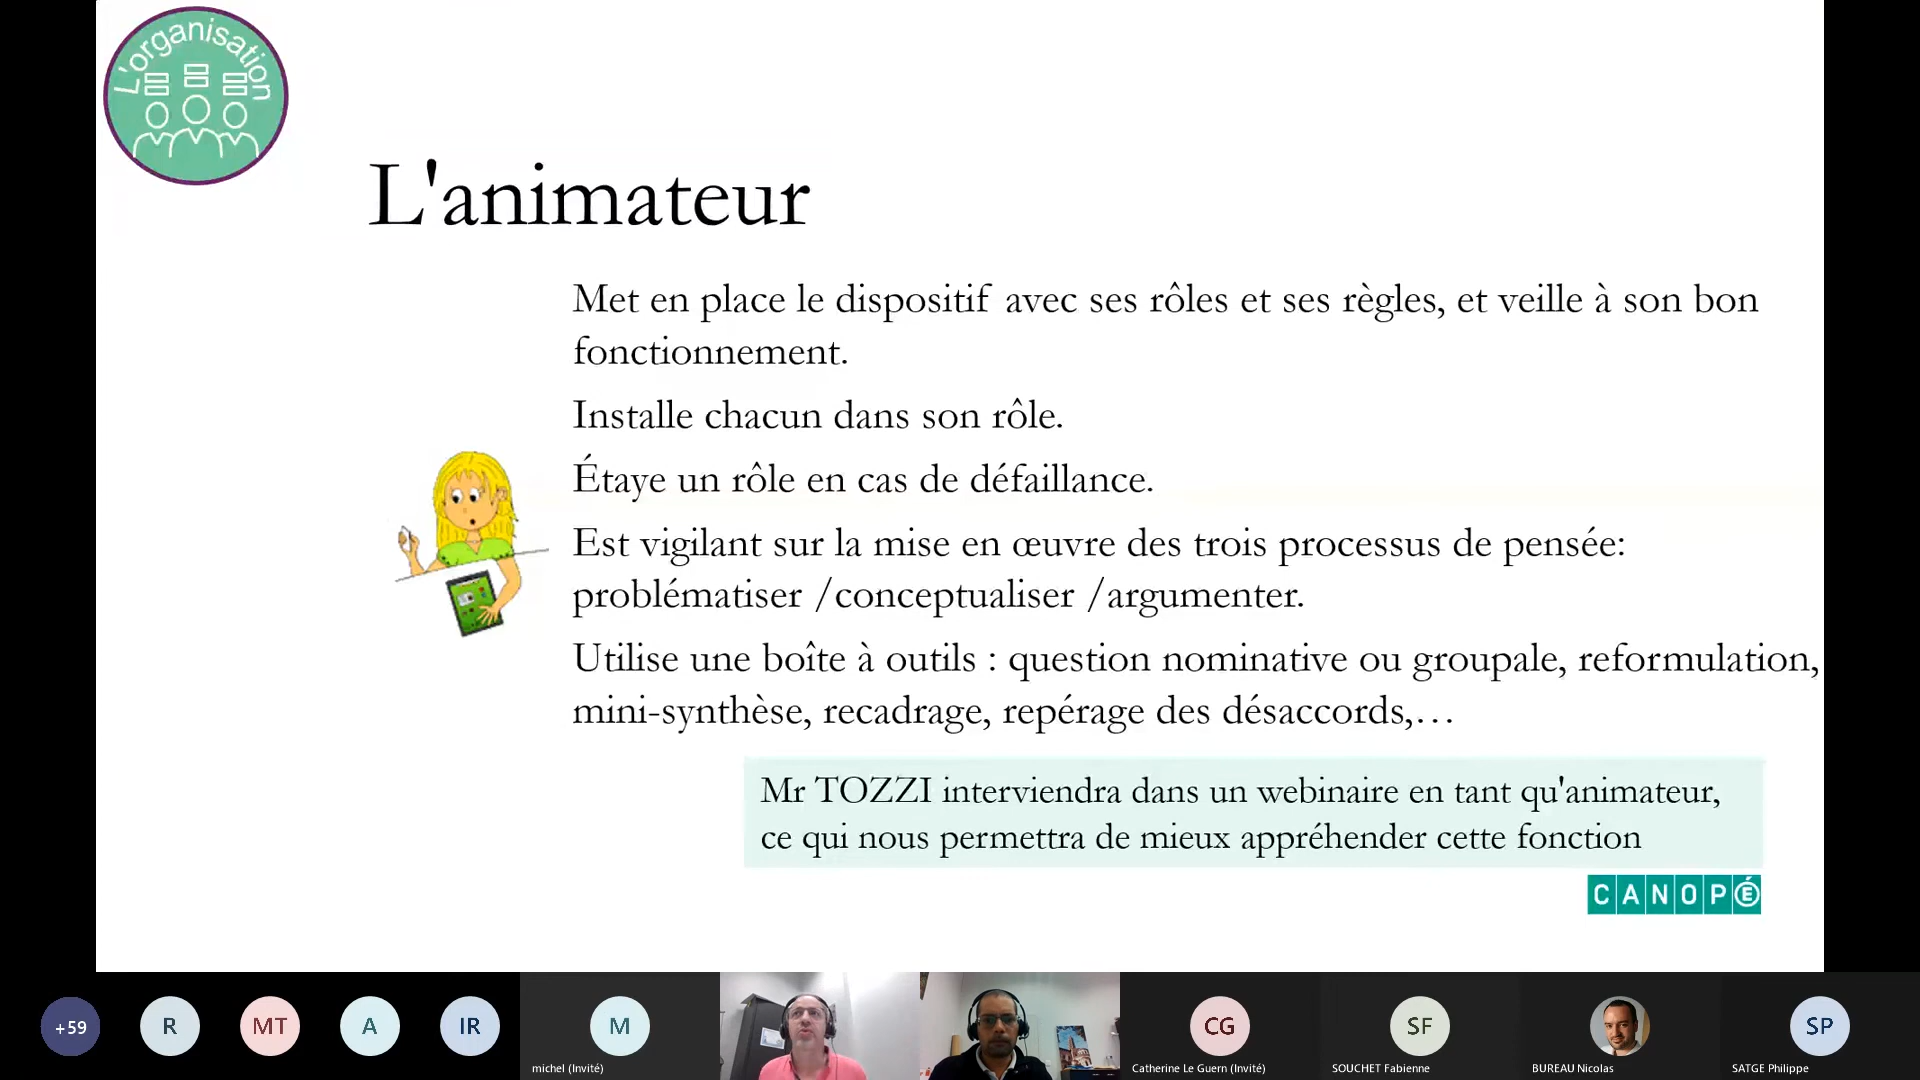 L'organisation
L'animateur
Met en place le dispositif avec ses rôles et ses règles, et veille à son bon
fonctionnement.
Installe chacun dans son rôle.
Étaye un rôle en cas de défaillance.
Est vigilant sur la mise en œuvre des trois processus de pensée:
problématiser /conceptualiser /argumenter.
Utilise une boîte à outils : question nominative ou groupale, reformulation,
mini-synthèse, recadrage, repérage des désaccords,…
Mr TOZZI interviendra dans un webinaire en tant qu'animateur,
ce qui nous permettra de mieux appréhender cette fonction
CANOPÉ
+59
R
MT
A
IR
M
michel (Invité)
CG
Catherine Le Guern (Invité)
SF
SOUCHET Fabienne
BUREAU Nicolas
SP
SATGE Philippe